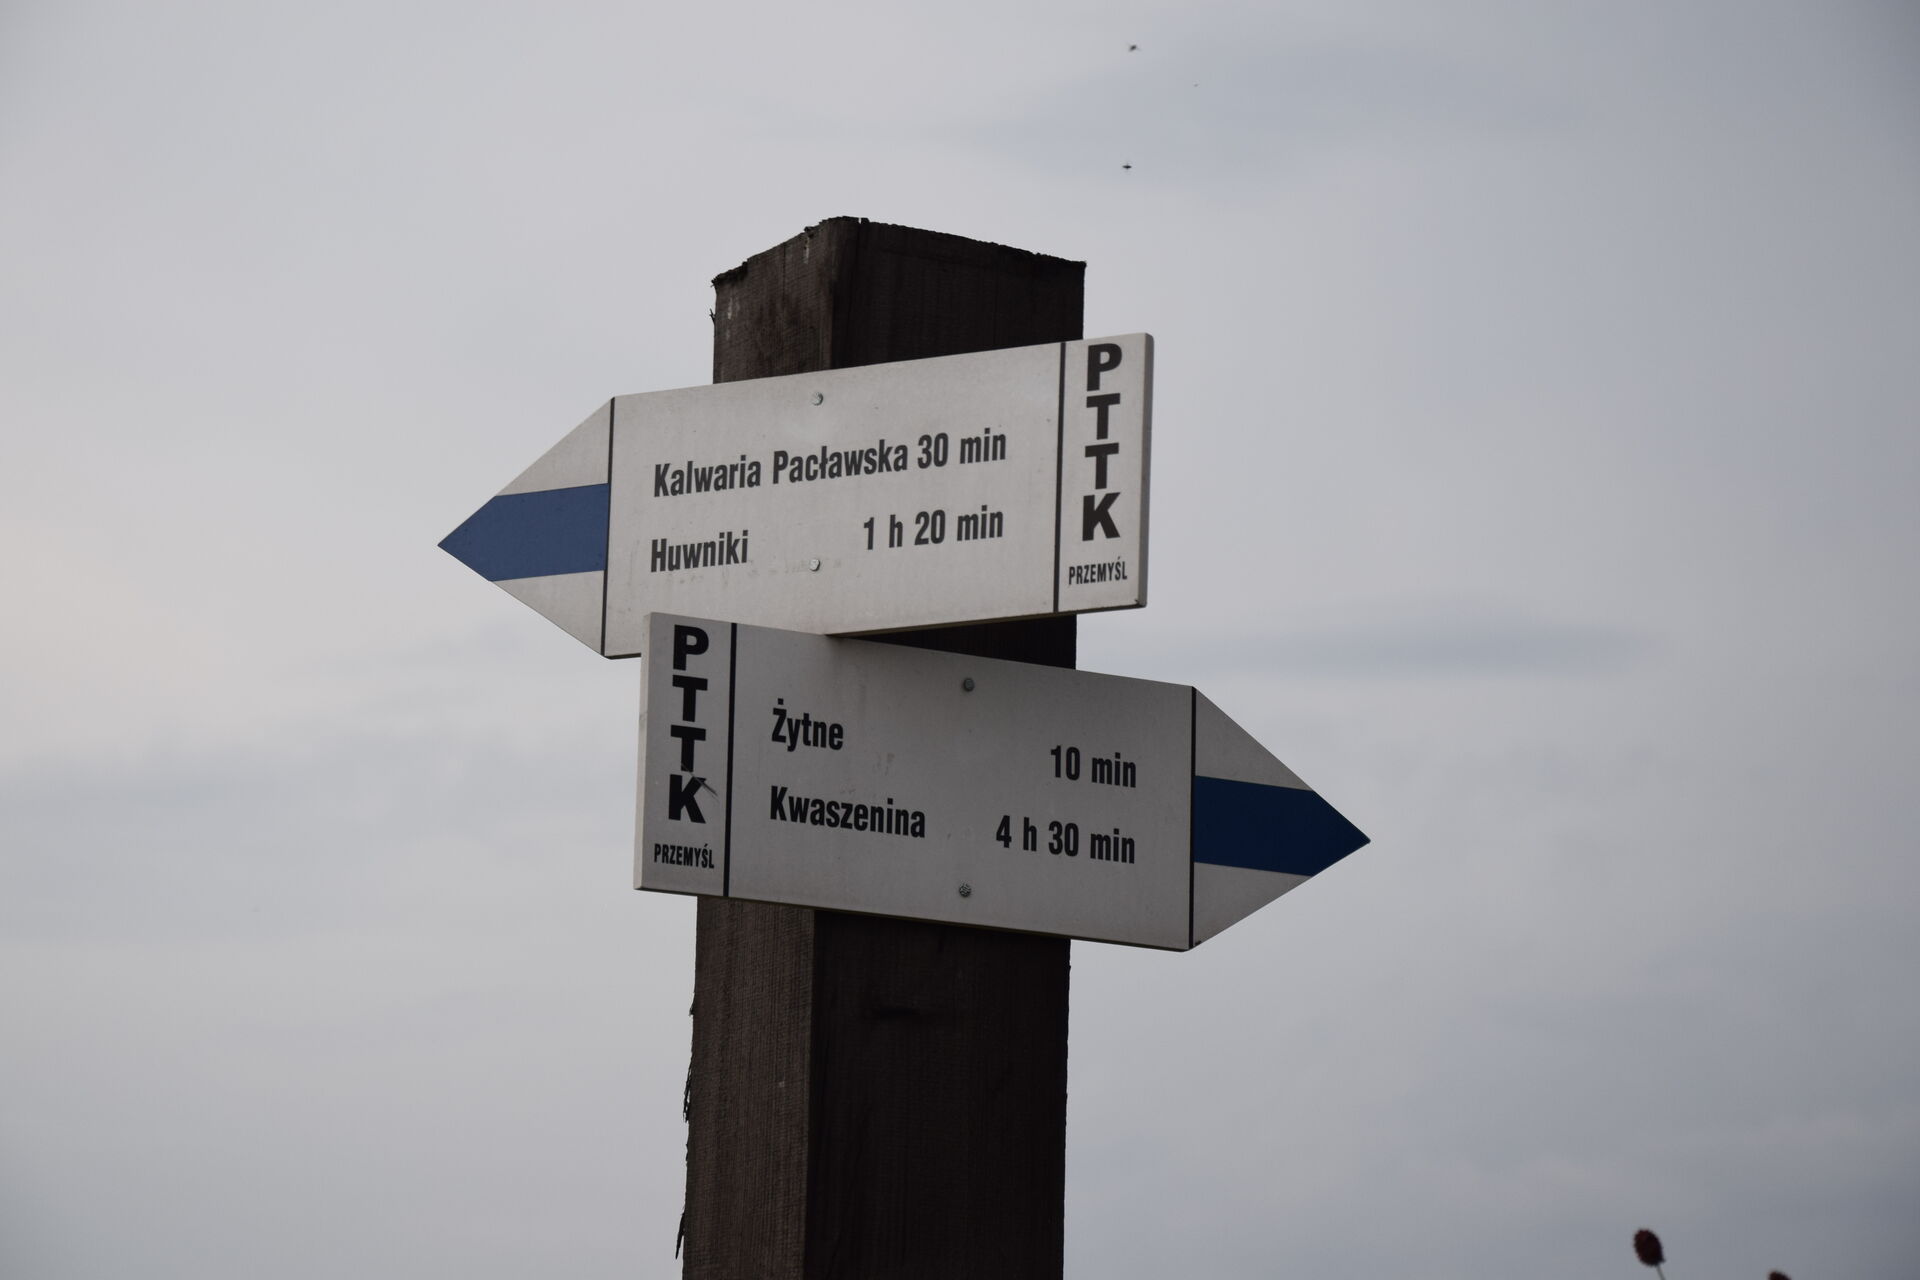 Kalwaria Pacławska 30 min
Huwniki 1 h 20 min
PTTK
PRZEMYŚL
PTTK
PRZEMYŚL
Żytne 10 min
Kwaszenina 4 h 30 min